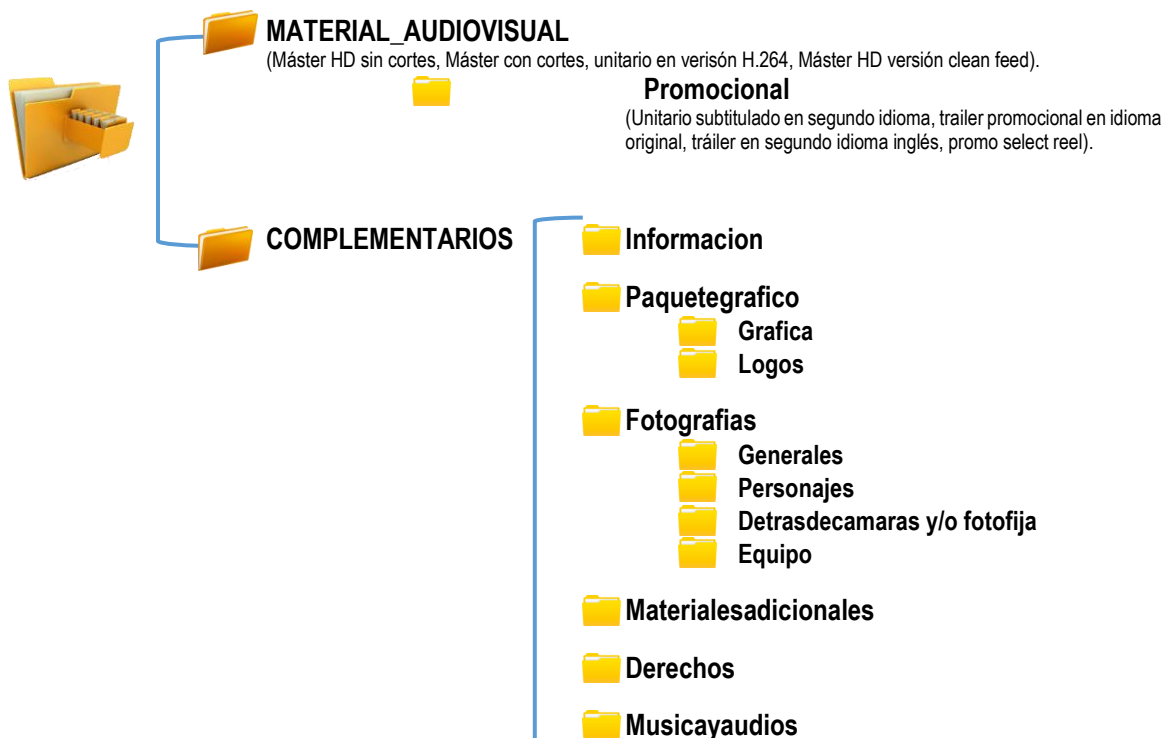 MATERIAL_AUDIOVISUAL
(Máster HD sin cortes, Máster con cortes, unitario en verisón H.264, Máster HD versión clean feed).
Promocional
(Unitario subtitulado en segundo idioma, trailer promocional en idioma
original, tráiler en segundo idioma inglés, promo select reel).
COMPLEMENTARIOS
Informacion
Paquetegrafico
Grafica
Logos
Fotografias
Generales
Personajes
Detrasdecamaras y/o fotofija
Equipo
Materialesadicionales
Derechos
Musicayaudios